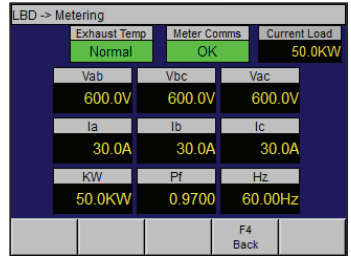 LBD -> Metering
Exhaust Temp Meter Comms Current Load
Normal OK 50.0KW
Vab Vbc Vac
600.0V 600.0V 600.0V
Ia Ib Ic
30.0A 30.0A 30.0A
KW Pf Hz
50.0KW 0.9700 60.00Hz
F4
Back